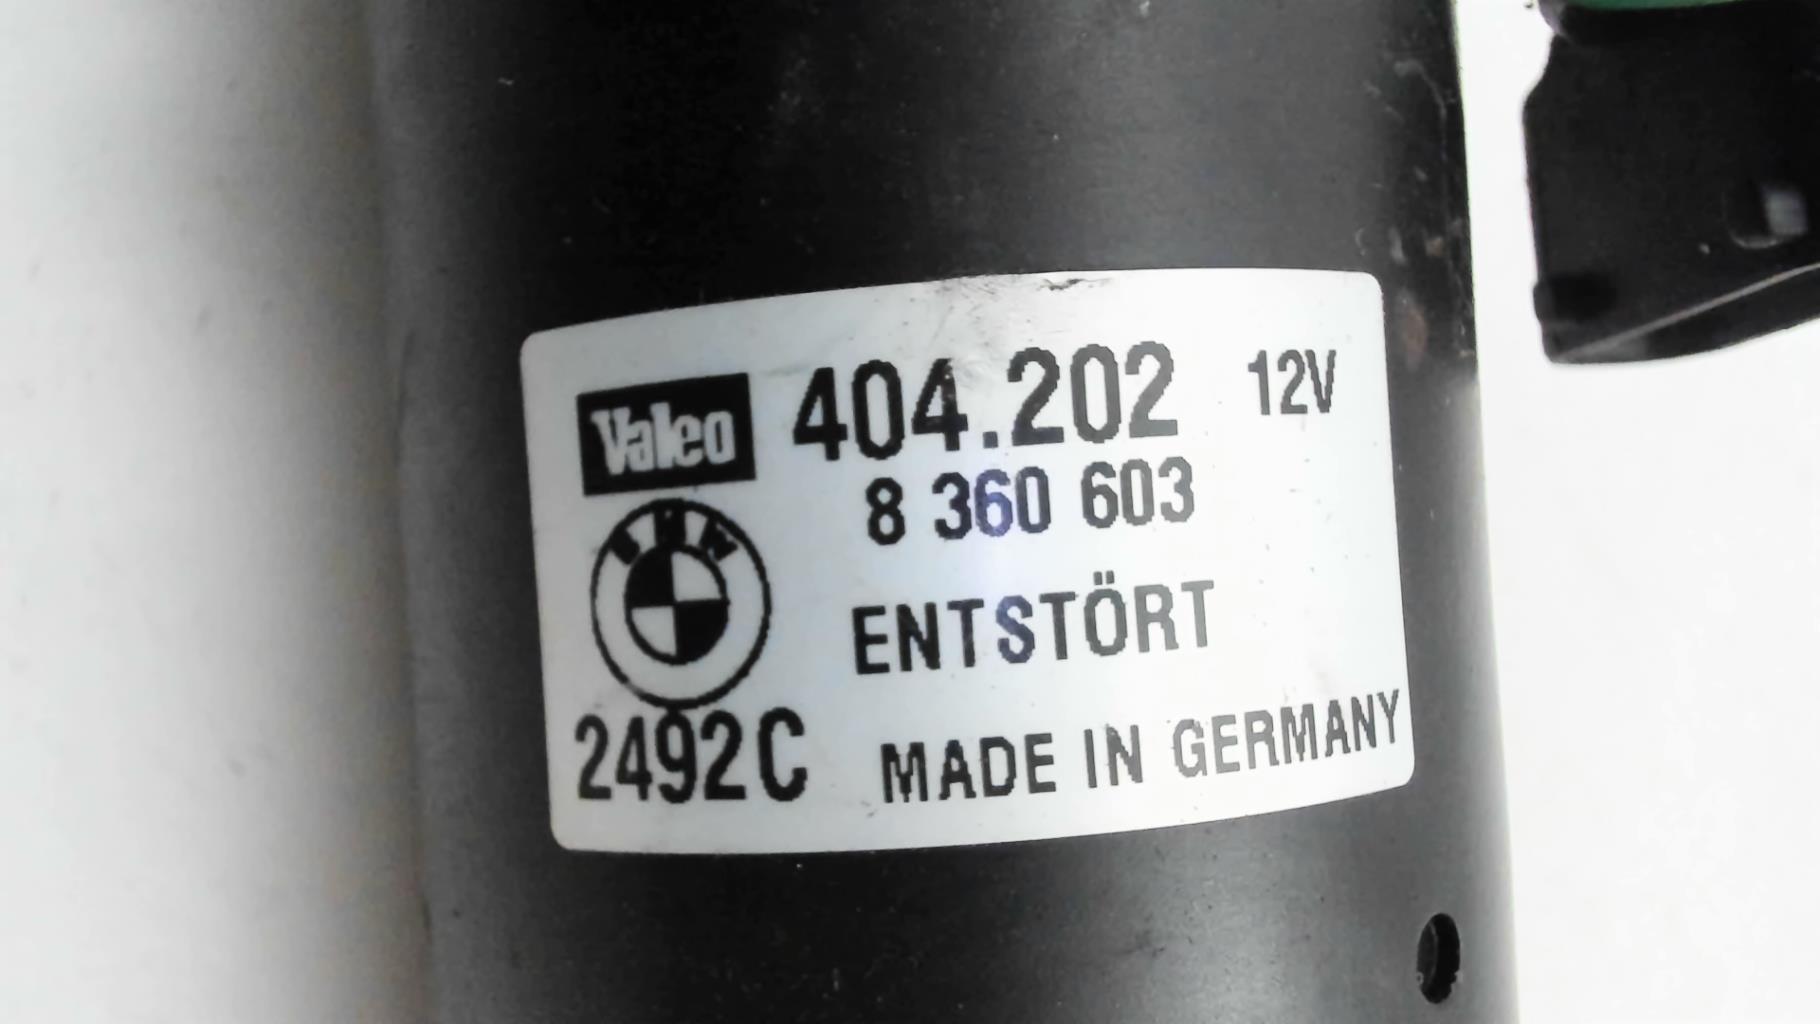 Valeo 404.202 12V
8 360 603
BMW
ENTSTÖRT
2492C MADE IN GERMANY